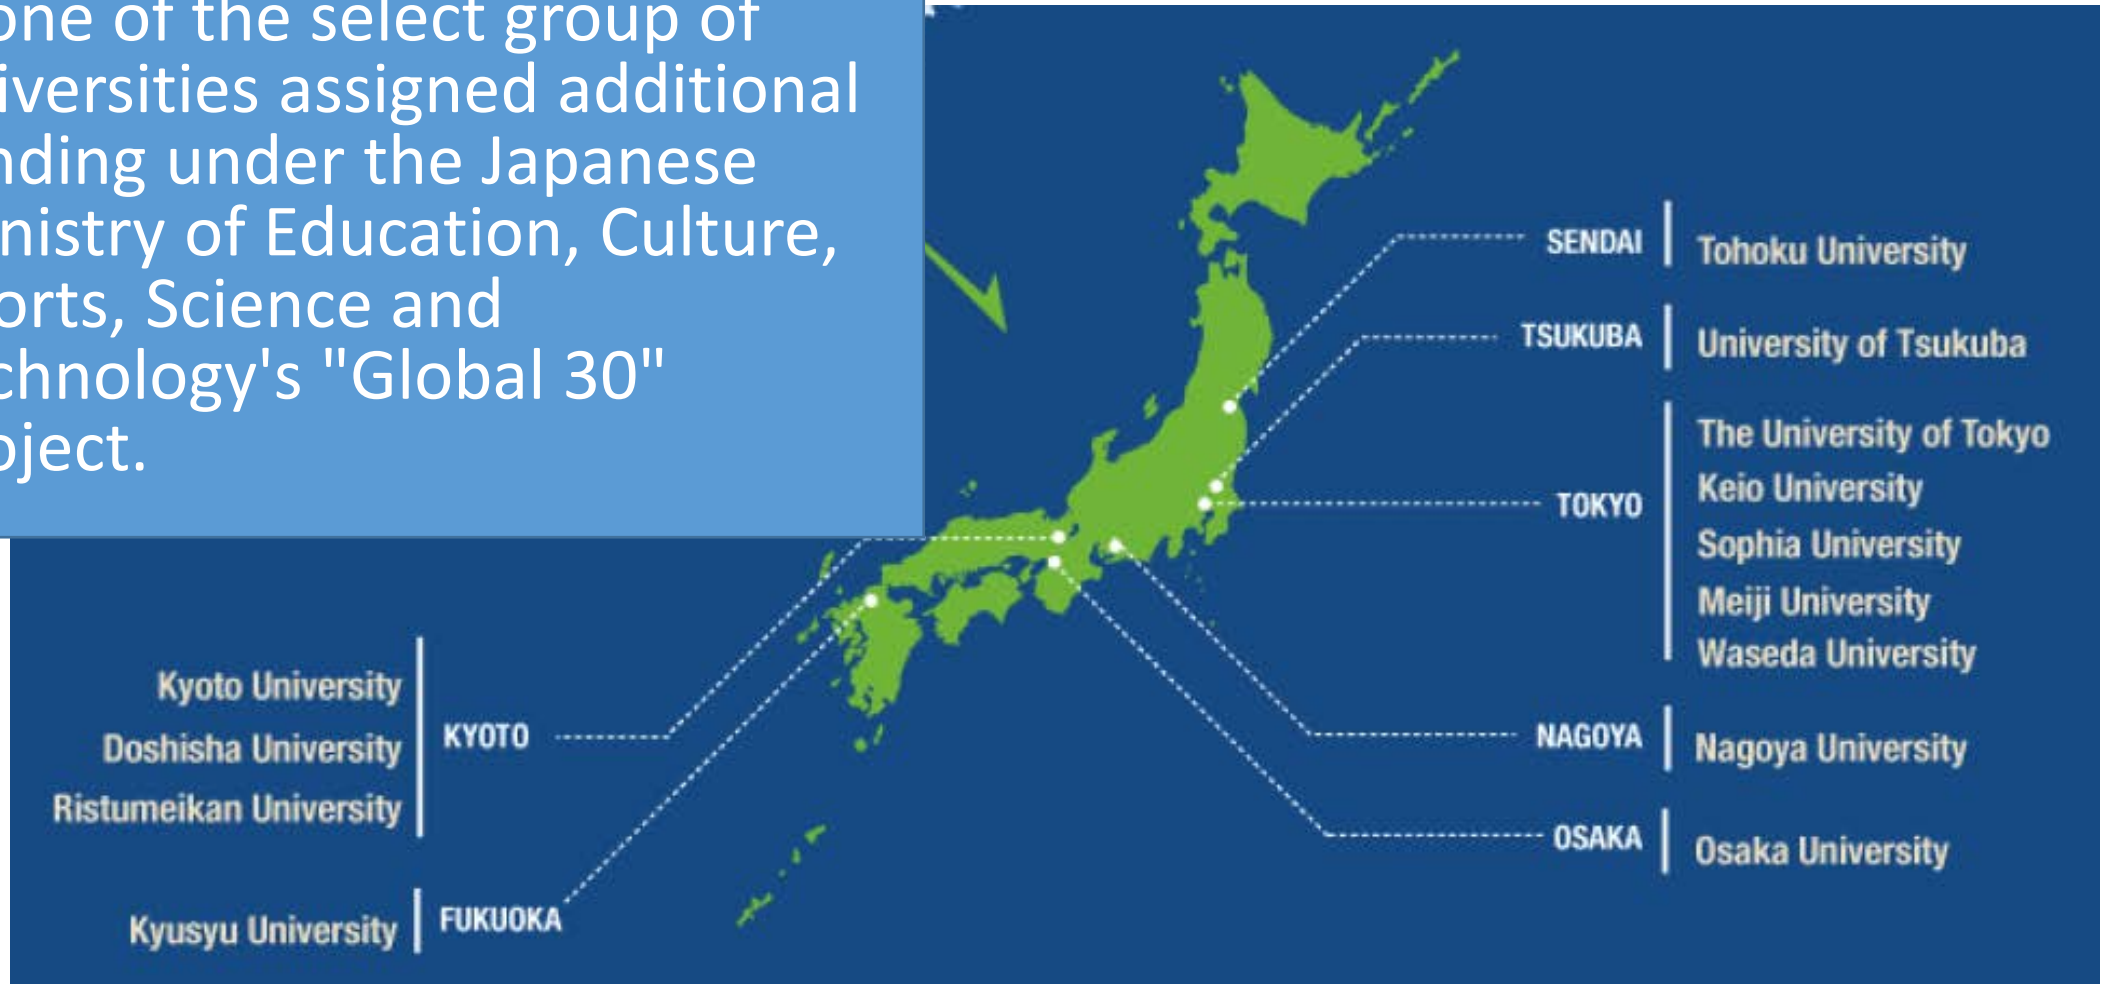 one of the select group of
iversities assigned additional
nding under the Japanese
nistry of Education, Culture,
orts, Science and
chnology's "Global 30"
oject.
SENDAI Tohoku University
TSUKUBA University of Tsukuba
The University of Tokyo
Keio University
TOKYO
Sophia University
Meiji University
Waseda University
NAGOYA Nagoya University
OSAKA Osaka University
Kyoto University
Doshisha University
KYOTO
Ristumeikan University
Kyusyu University FUKUOKA